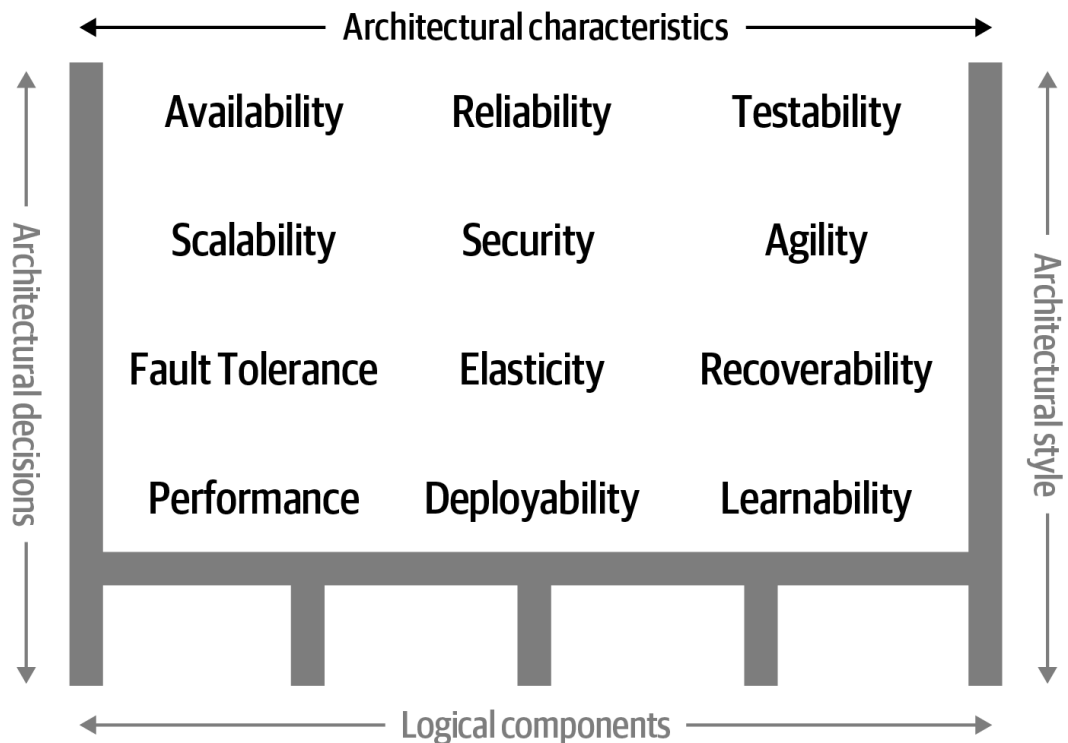 Architectural characteristics
Availability Reliability Testability
Scalability Security Agility
Fault Tolerance Elasticity Recoverability
Performance Deployability Learnability
Architectural decisions
Architectural style
Logical components